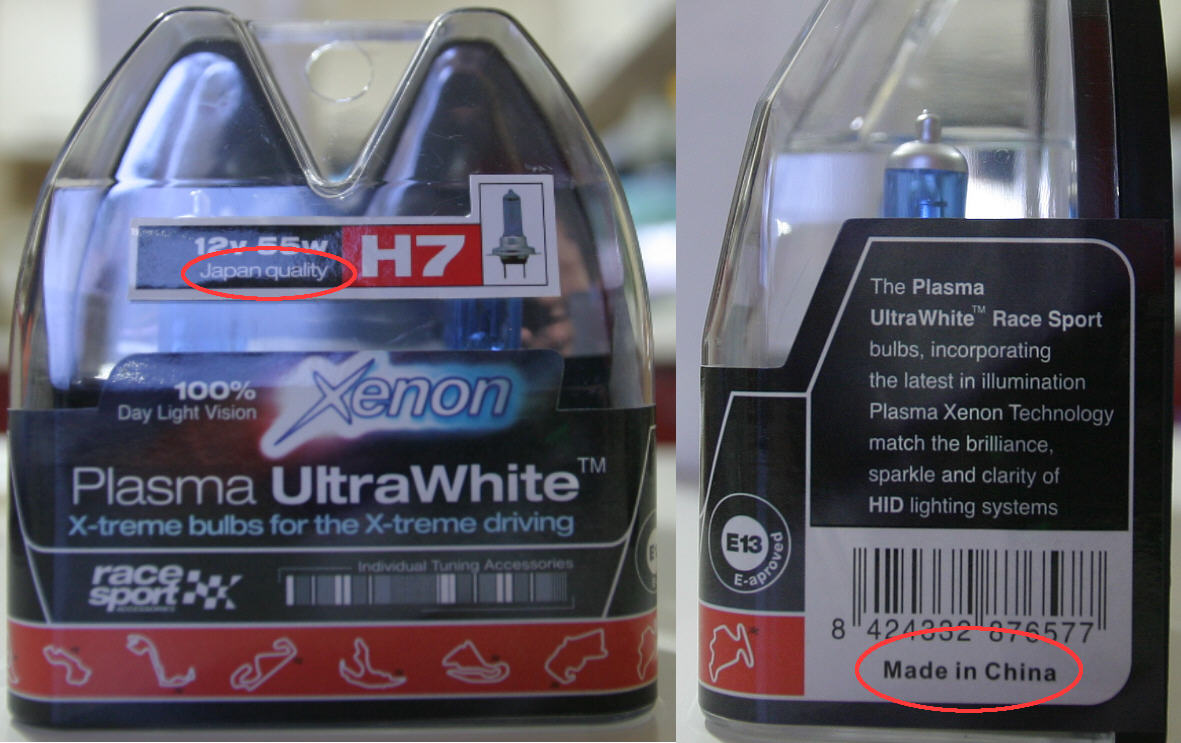 12v 55w
Japan quality
H7
100%
Day Light Vision
Xenon
Plasma UltraWhite™
X-treme bulbs for the X-treme driving
race
sport
ACCESSORIES
Individual Tuning Accessories
The Plasma
UltraWhite™ Race Sport
bulbs, incorporating
the latest in illumination
Plasma Xenon Technology
match the brilliance,
sparkle and clarity of
HID lighting systems
E13
E-aproved
8 424332 876577
Made in China